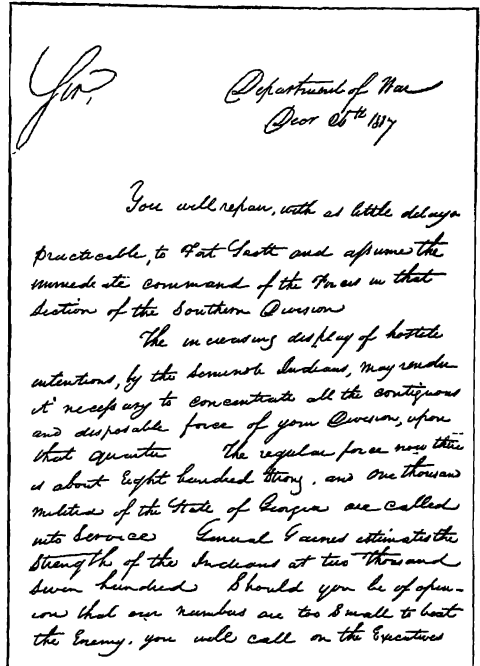 Sir,
Department of War
Decr 26th 1817
You will repair, with as little delay as
practicable, to Fort Scott and assume the
immediate command of the Forces in that
section of the Southern Division
The increasing display of hostile
intentions, by the Seminole Indians, may render
it necessary to concentrate all the contiguous
and disposable force of your Division, upon
that quarter The regular force now there
is about Eight hundred strong, and one thousand
militia of the State of Georgia are called
into Service General Gaines estimates the
strength of the Indians at two thousand
seven hundred Should you be of opin-
ion that our numbers are too small to beat
the Enemy, you will call on the Executives